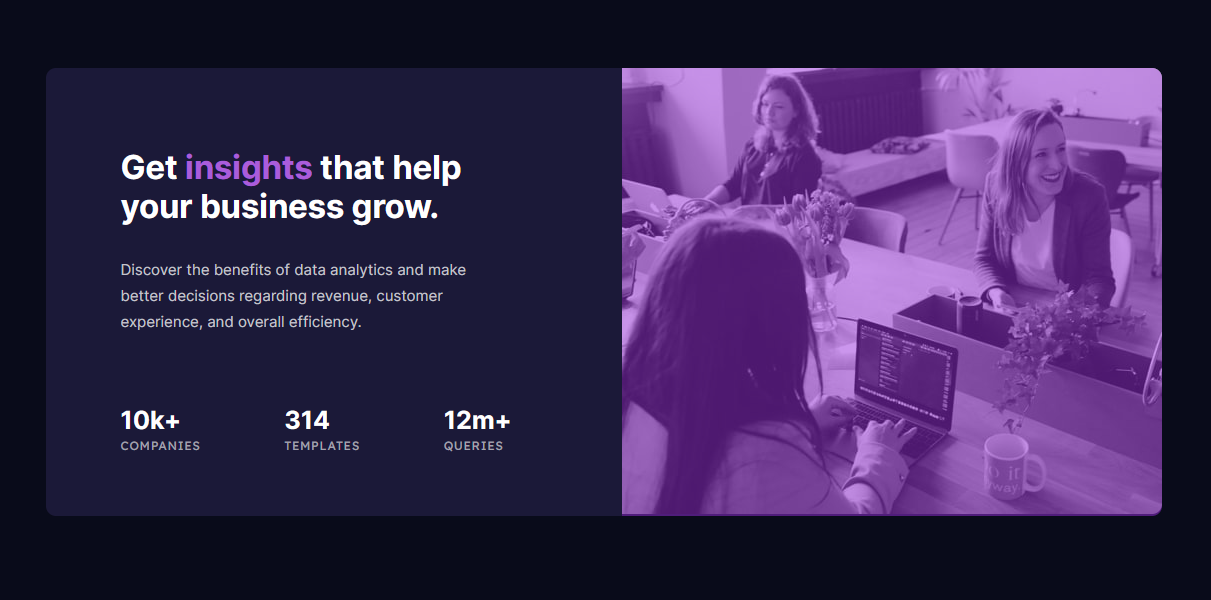 Get insights that help
your business grow.
Discover the benefits of data analytics and make
better decisions regarding revenue, customer
experience, and overall efficiency.
10k+ 314 12m+
COMPANIES TEMPLATES QUERIES